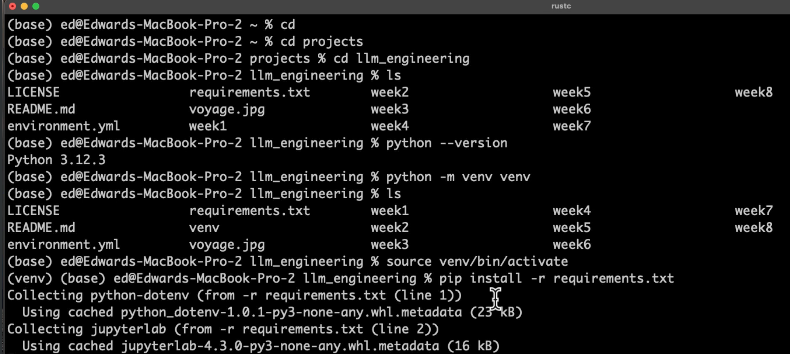 rustc
(base) ed@Edwards-MacBook-Pro-2 ~ % cd
(base) ed@Edwards-MacBook-Pro-2 ~ % cd projects
(base) ed@Edwards-MacBook-Pro-2 projects % cd llm_engineering
(base) ed@Edwards-MacBook-Pro-2 llm_engineering % ls
LICENSE requirements.txt week2 week5 week8
README.md voyage.jpg week3 week6
environment.yml week1 week4 week7
(base) ed@Edwards-MacBook-Pro-2 llm_engineering % python --version
Python 3.12.3
(base) ed@Edwards-MacBook-Pro-2 llm_engineering % python -m venv venv
(base) ed@Edwards-MacBook-Pro-2 llm_engineering % ls
LICENSE requirements.txt week1 week4 week7
README.md venv week2 week5 week8
environment.yml voyage.jpg week3 week6
(base) ed@Edwards-MacBook-Pro-2 llm_engineering % source venv/bin/activate
(venv) (base) ed@Edwards-MacBook-Pro-2 llm_engineering % pip install -r requirements.txt
Collecting python-dotenv (from -r requirements.txt (line 1))
Using cached python_dotenv-1.0.1-py3-none-any.whl.metadata (23 kB)
Collecting jupyterlab (from -r requirements.txt (line 2))
Using cached jupyterlab-4.3.0-py3-none-any.whl.metadata (16 kB)